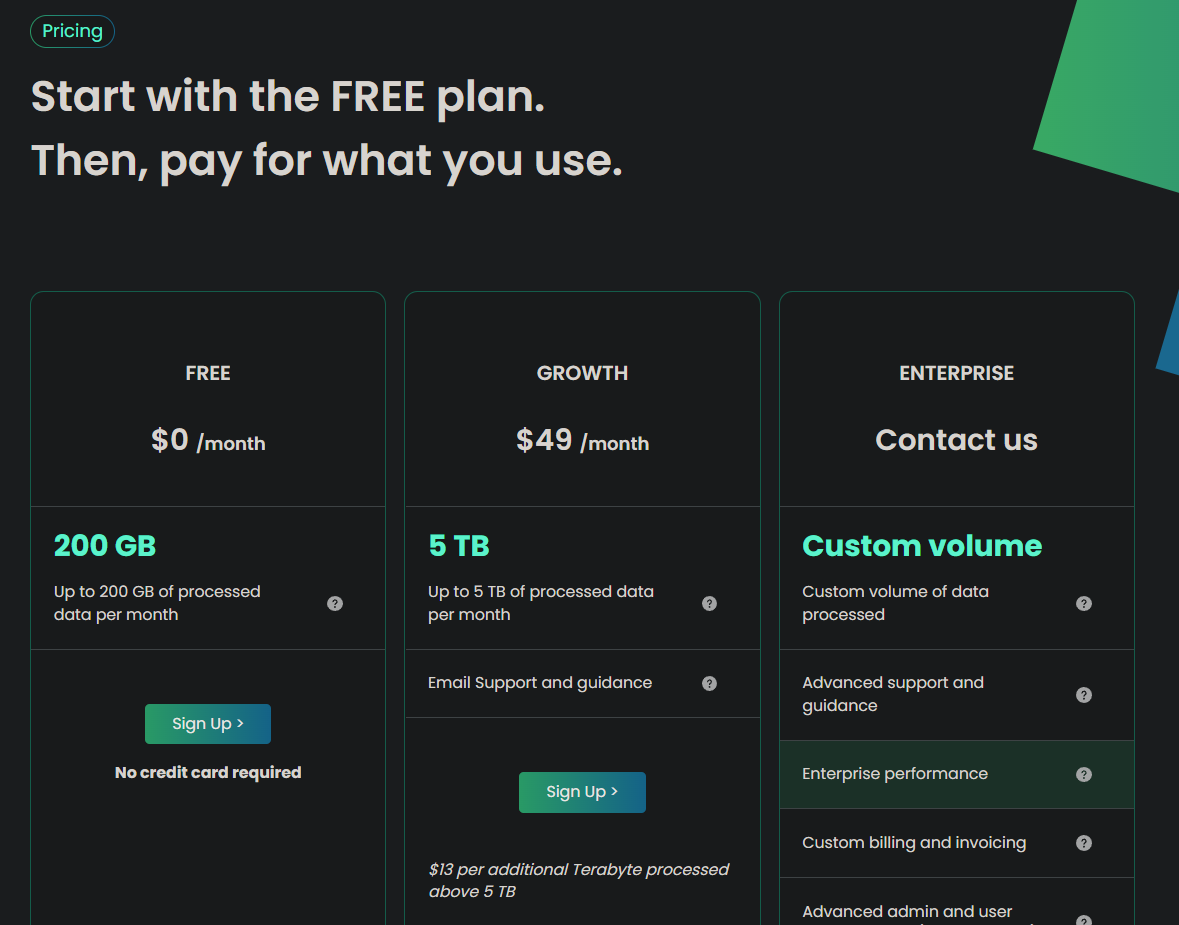 Pricing
Start with the FREE plan.
Then, pay for what you use.
FREE
$0 /month
200 GB
Up to 200 GB of processed
data per month
?
Sign Up >
No credit card required
GROWTH
$49 /month
5 TB
Up to 5 TB of processed data
per month
?
Email Support and guidance
?
Sign Up >
$13 per additional Terabyte processed
above 5 TB
ENTERPRISE
Contact us
Custom volume
Custom volume of data
processed
?
Advanced support and
guidance
?
Enterprise performance
?
Custom billing and invoicing
?
Advanced admin and user
?